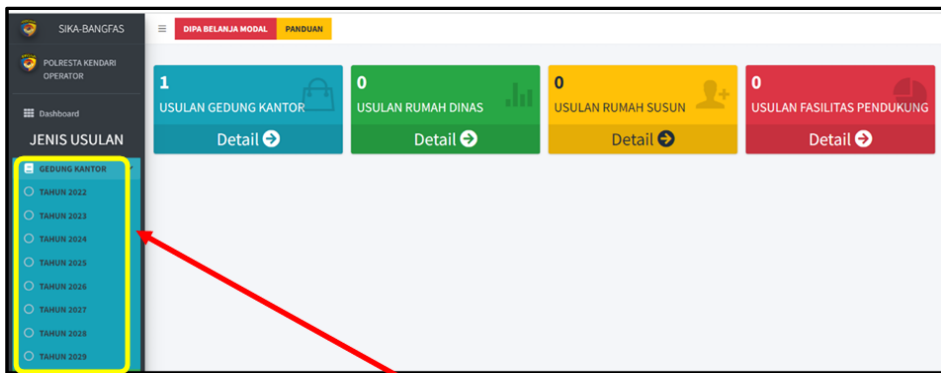 SIKA-BANGFAS
DIPA BELANJA MODAL
PANDUAN
POLRESTA KENDARI
OPERATOR
Dashboard
JENIS USULAN
GEDUNG KANTOR
TAHUN 2022
TAHUN 2023
TAHUN 2024
TAHUN 2025
TAHUN 2026
TAHUN 2027
TAHUN 2028
TAHUN 2029
1
USULAN GEDUNG KANTOR
Detail
0
USULAN RUMAH DINAS
Detail
0
USULAN RUMAH SUSUN
Detail
0
USULAN FASILITAS PENDUKUNG
Detail